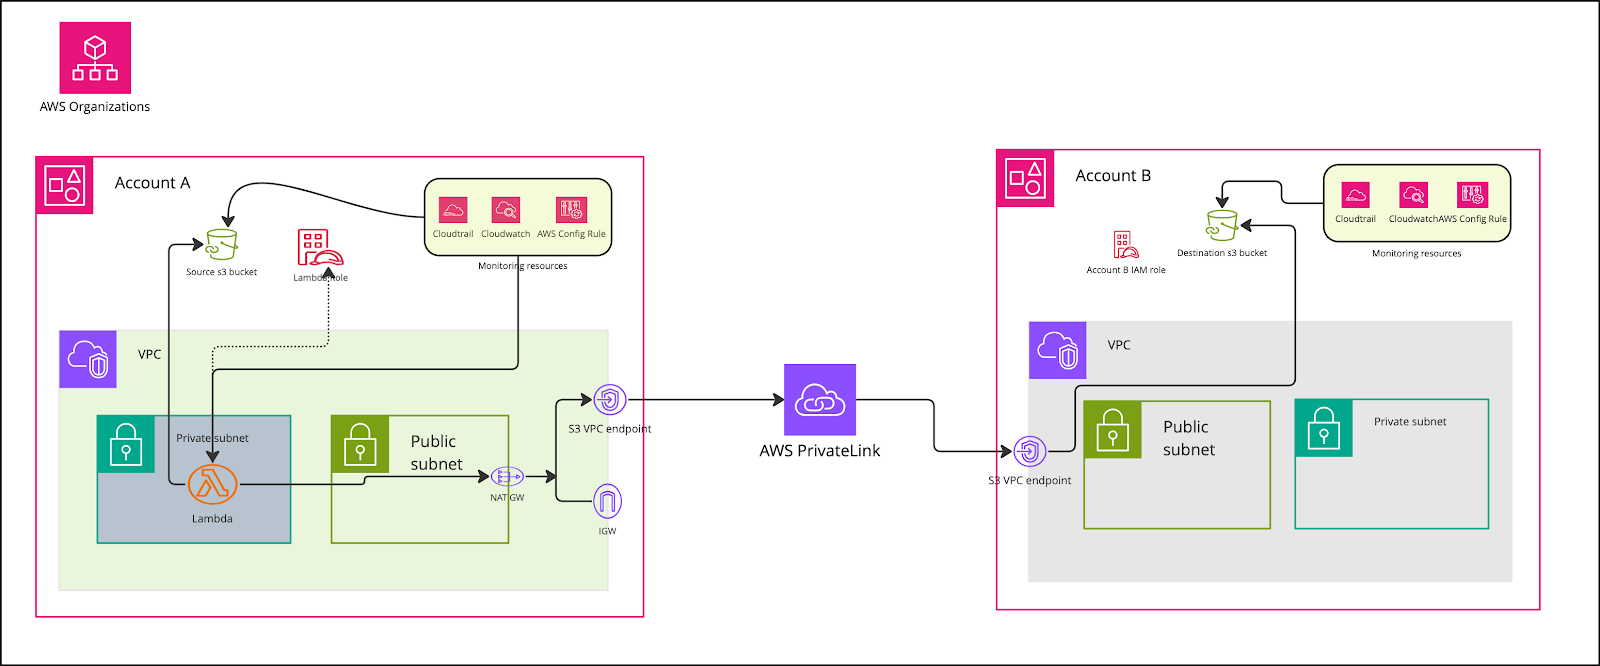 AWS Organizations
Account A
Cloudtrail
Cloudwatch
AWS Config Rule
Monitoring resources
Source s3 bucket
Lambda role
VPC
Private subnet
Lambda
Public
subnet
NAT GW
S3 VPC endpoint
IGW
AWS PrivateLink
Account B
Cloudtrail
Cloudwatch
AWS Config Rule
Monitoring resources
Destination s3 bucket
Account B IAM role
VPC
S3 VPC endpoint
Public
subnet
Private subnet